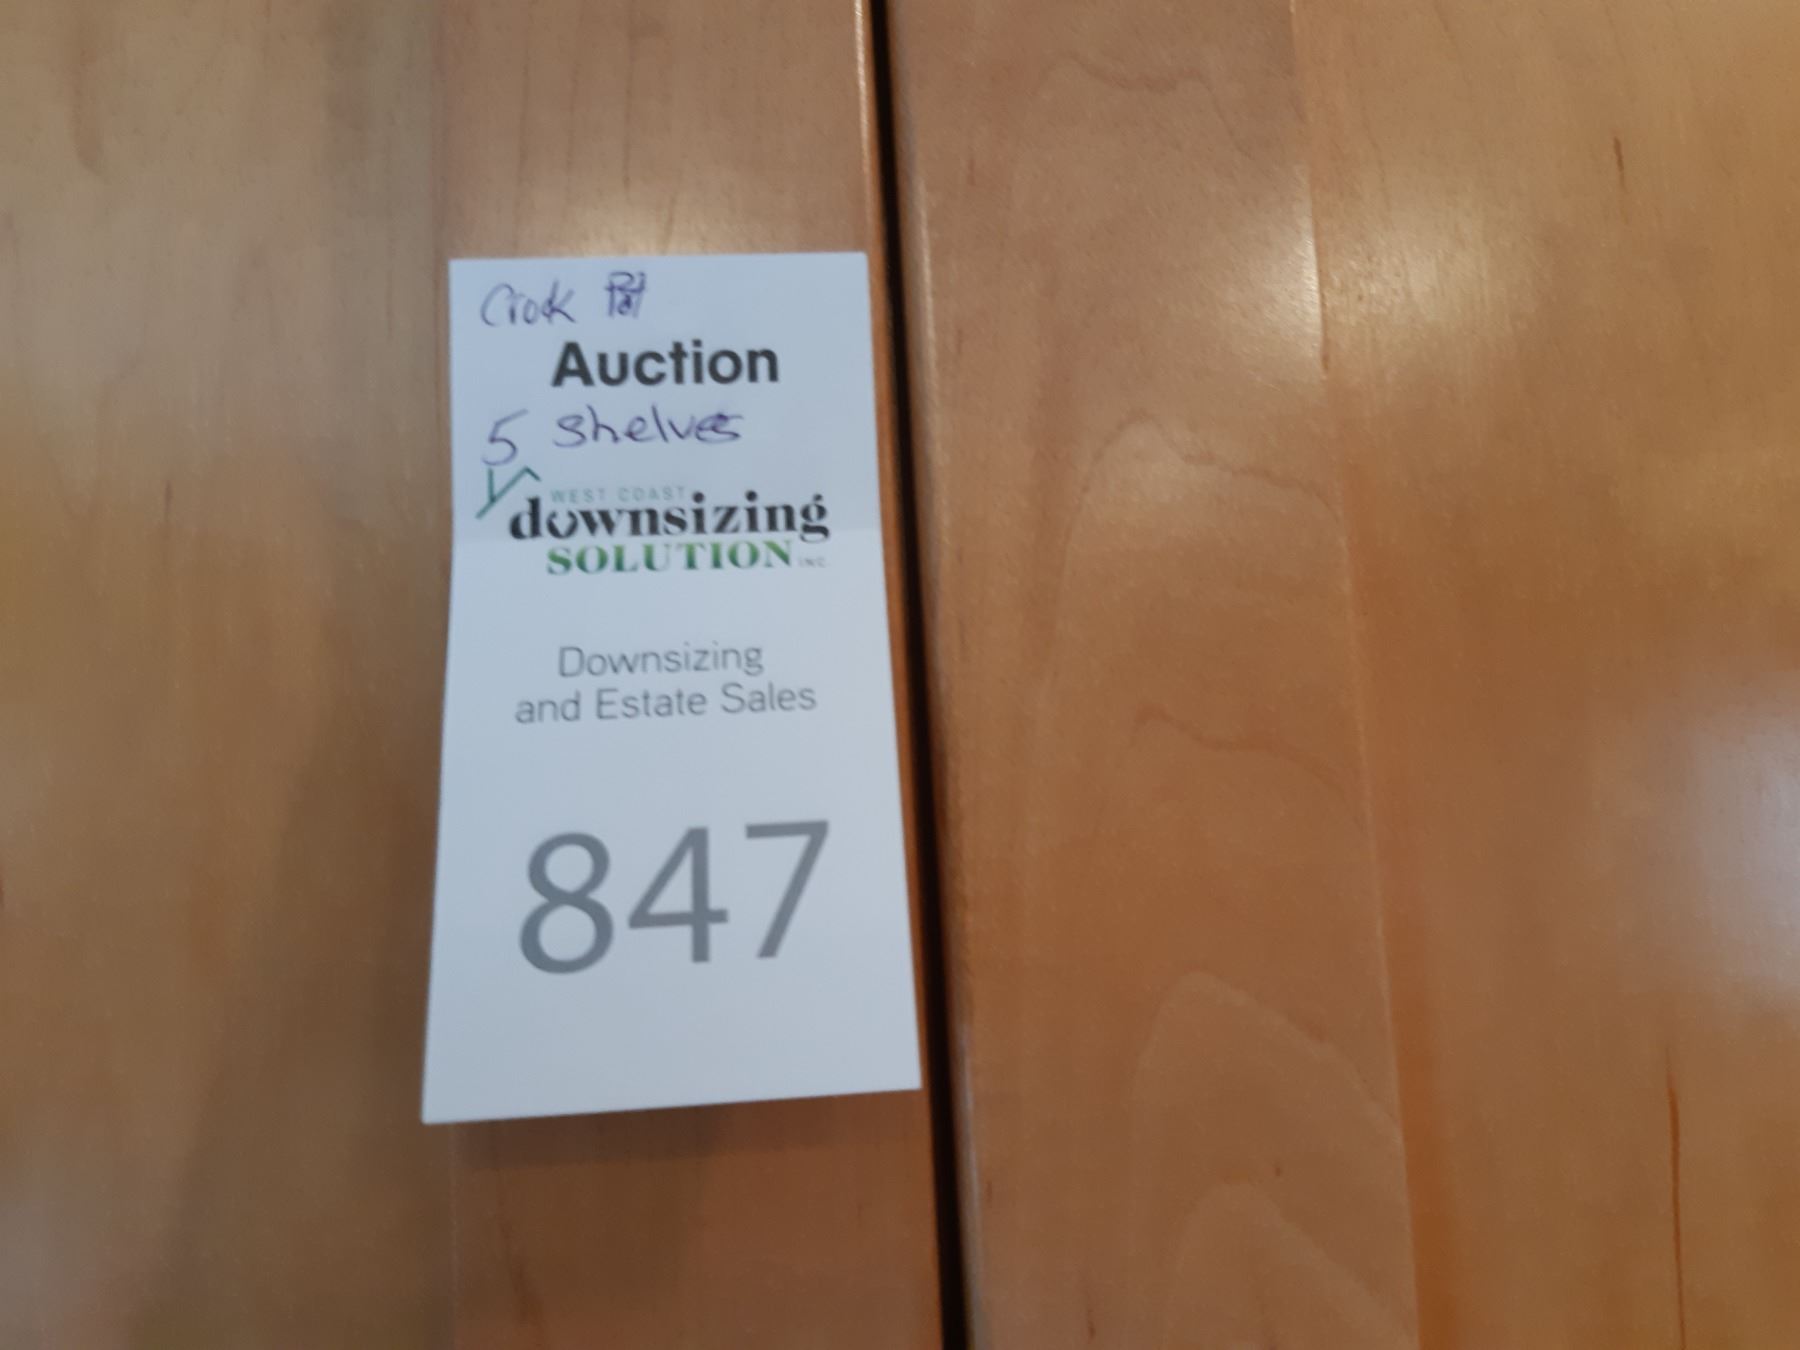 Crock Pot
Auction
5 shelves
WEST COAST
downsizing
SOLUTION INC.
Downsizing
and Estate Sales
847